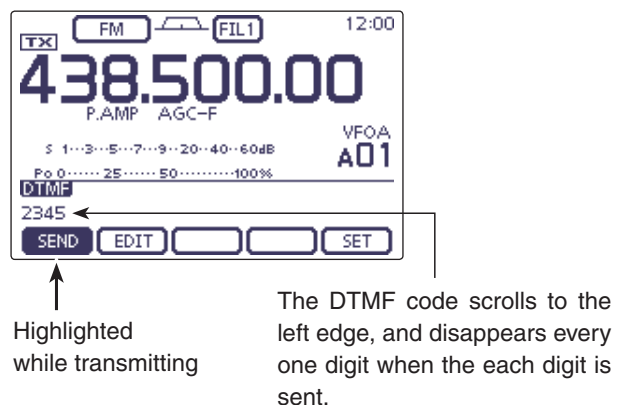 FM FIL1 12:00
TX
438.500.00
P.AMP AGC-F
VFOA
S 1···3···5···7···9··20··40··60dB
A01
Po 0······25······50··········100%
DTMF
2345
SEND EDIT SET
Highlighted
while transmitting
The DTMF code scrolls to the
left edge, and disappears every
one digit when the each digit is
sent.